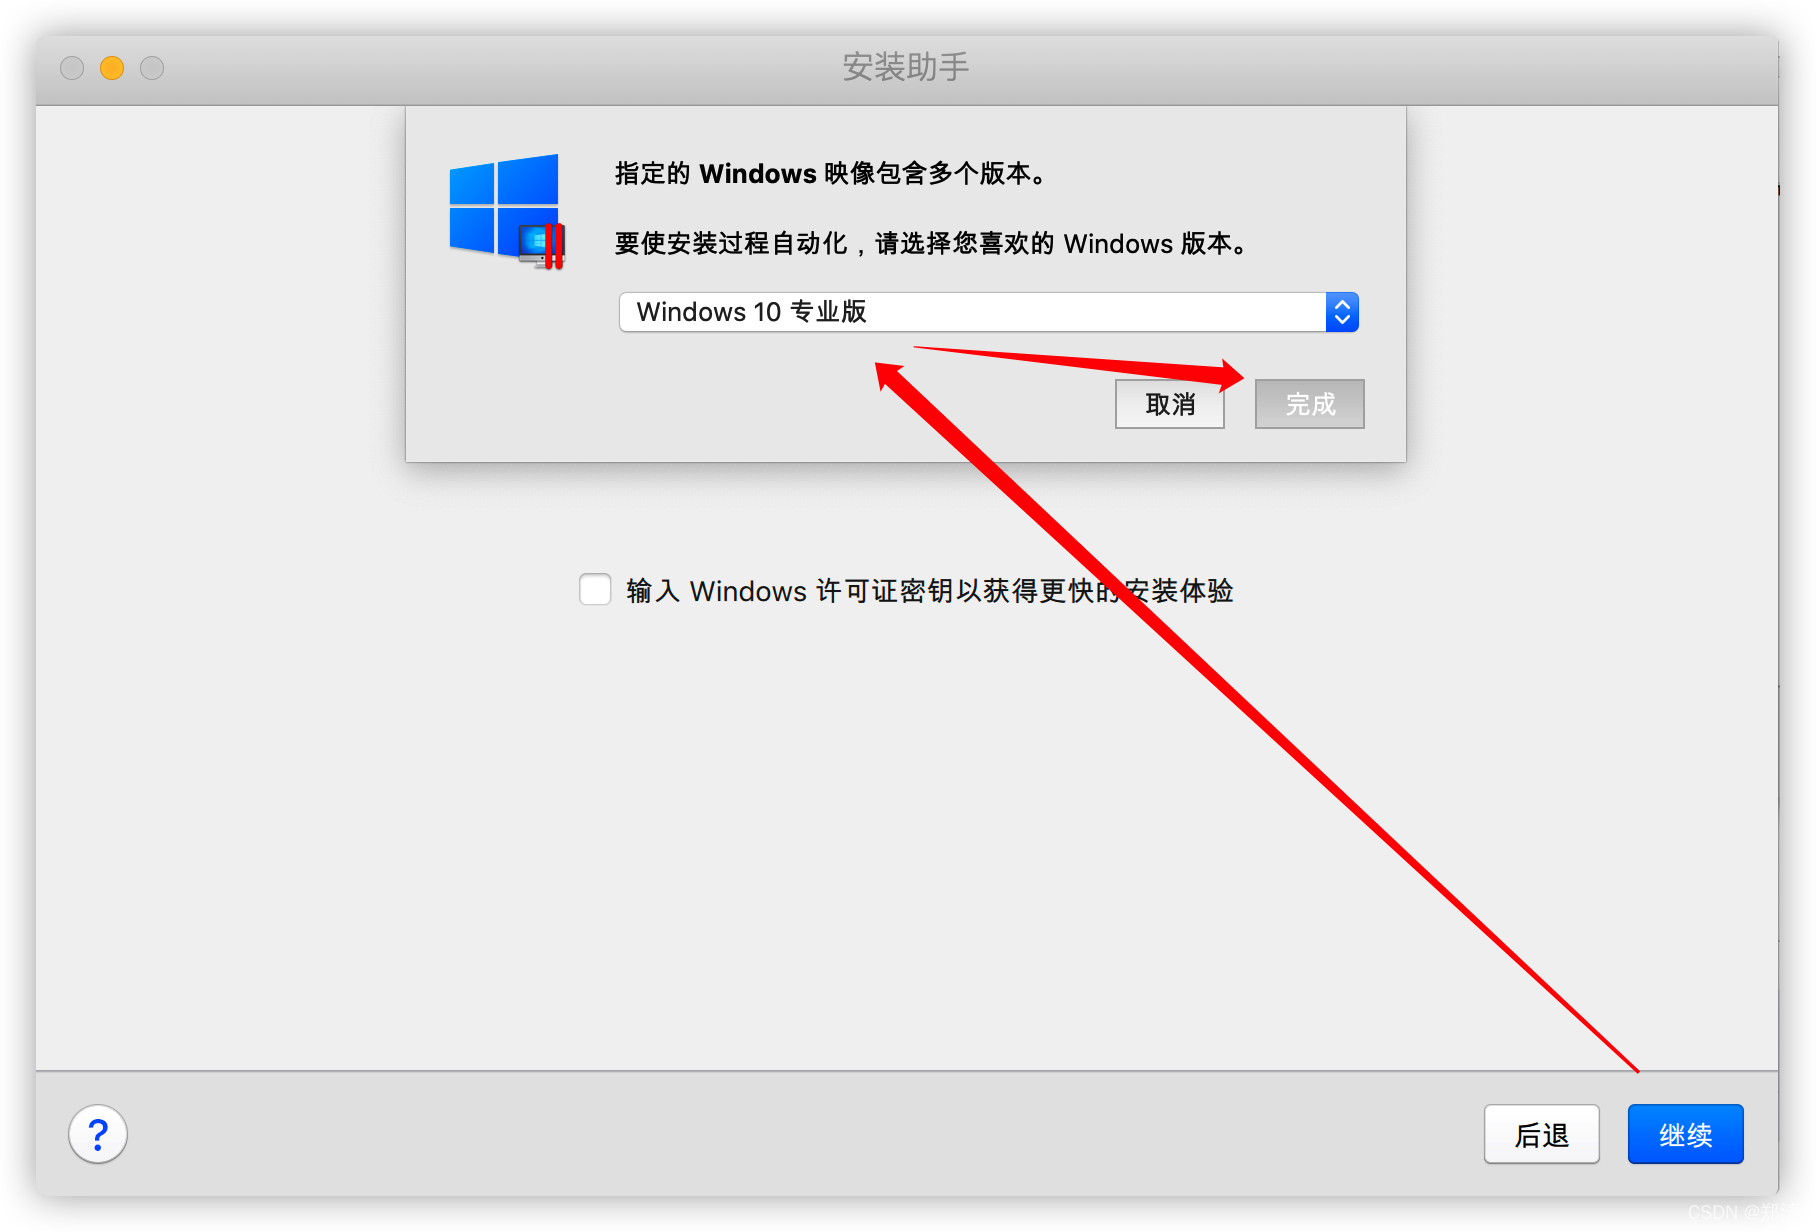 安装助手
指定的 Windows 映像包含多个版本。
要使安装过程自动化，请选择您喜欢的 Windows 版本。
Windows 10 专业版
取消
完成
输入 Windows 许可证密钥以获得更快的安装体验
?
后退
继续
CSDN